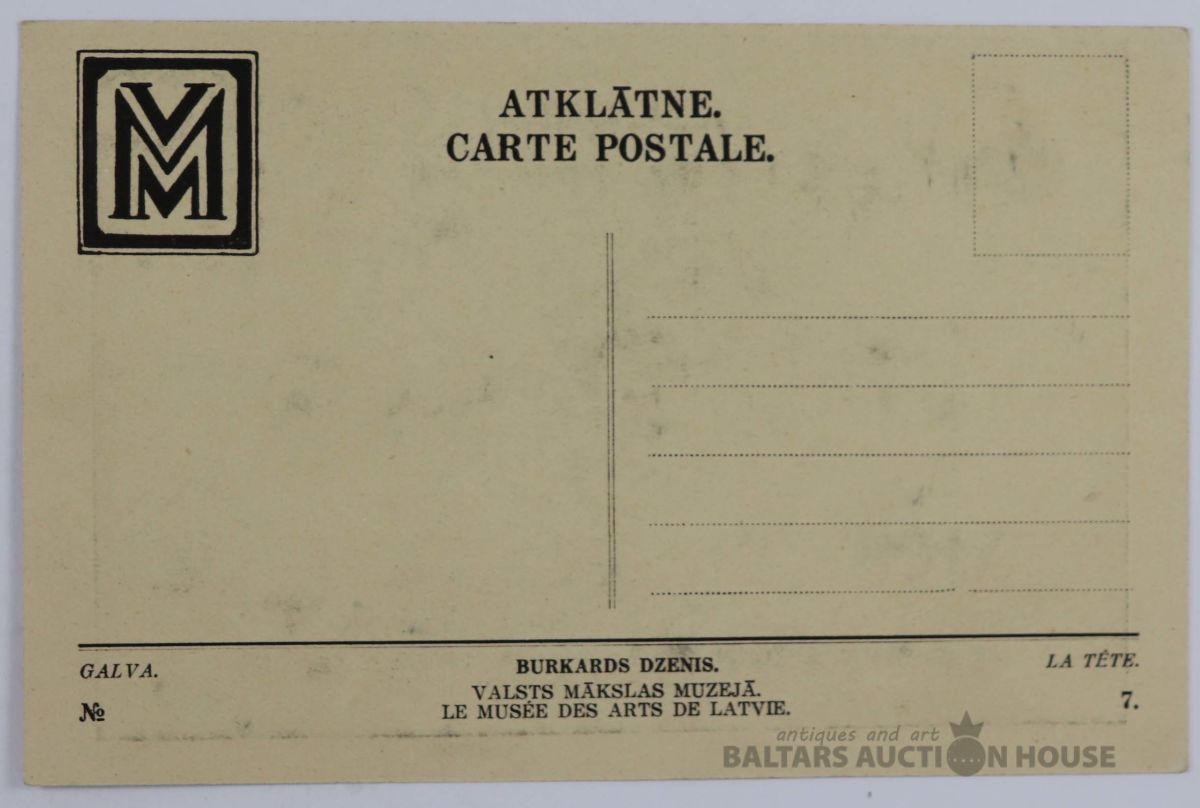 VMM
ATKLĀTNE.
CARTE POSTALE.
GALVA.
BURKARDS DZENIS.
LA TÊTE.
VALSTS MĀKSLAS MUZEJĀ.
№
LE MUSÉE DES ARTS DE LATVIE.
7.
antiques and art
BALTARS AUCTION HOUSE